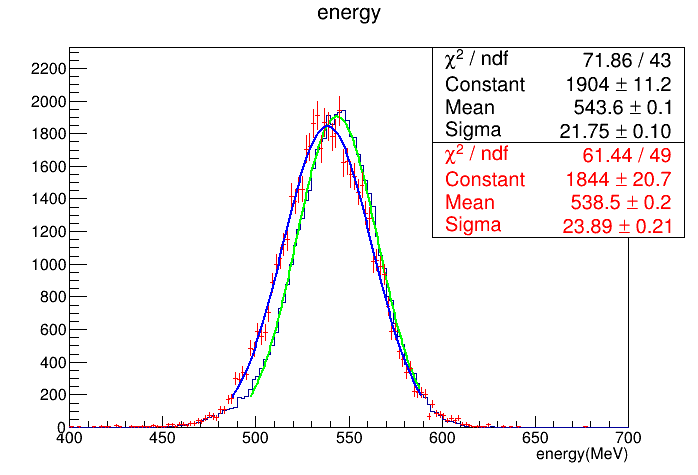 energy
χ² / ndf 71.86 / 43
Constant 1904 ± 11.2
Mean 543.6 ± 0.1
Sigma 21.75 ± 0.10
χ² / ndf 61.44 / 49
Constant 1844 ± 20.7
Mean 538.5 ± 0.2
Sigma 23.89 ± 0.21
2200
2000
1800
1600
1400
1200
1000
800
600
400
200
0
400 450 500 550 600 650 700
energy(MeV)